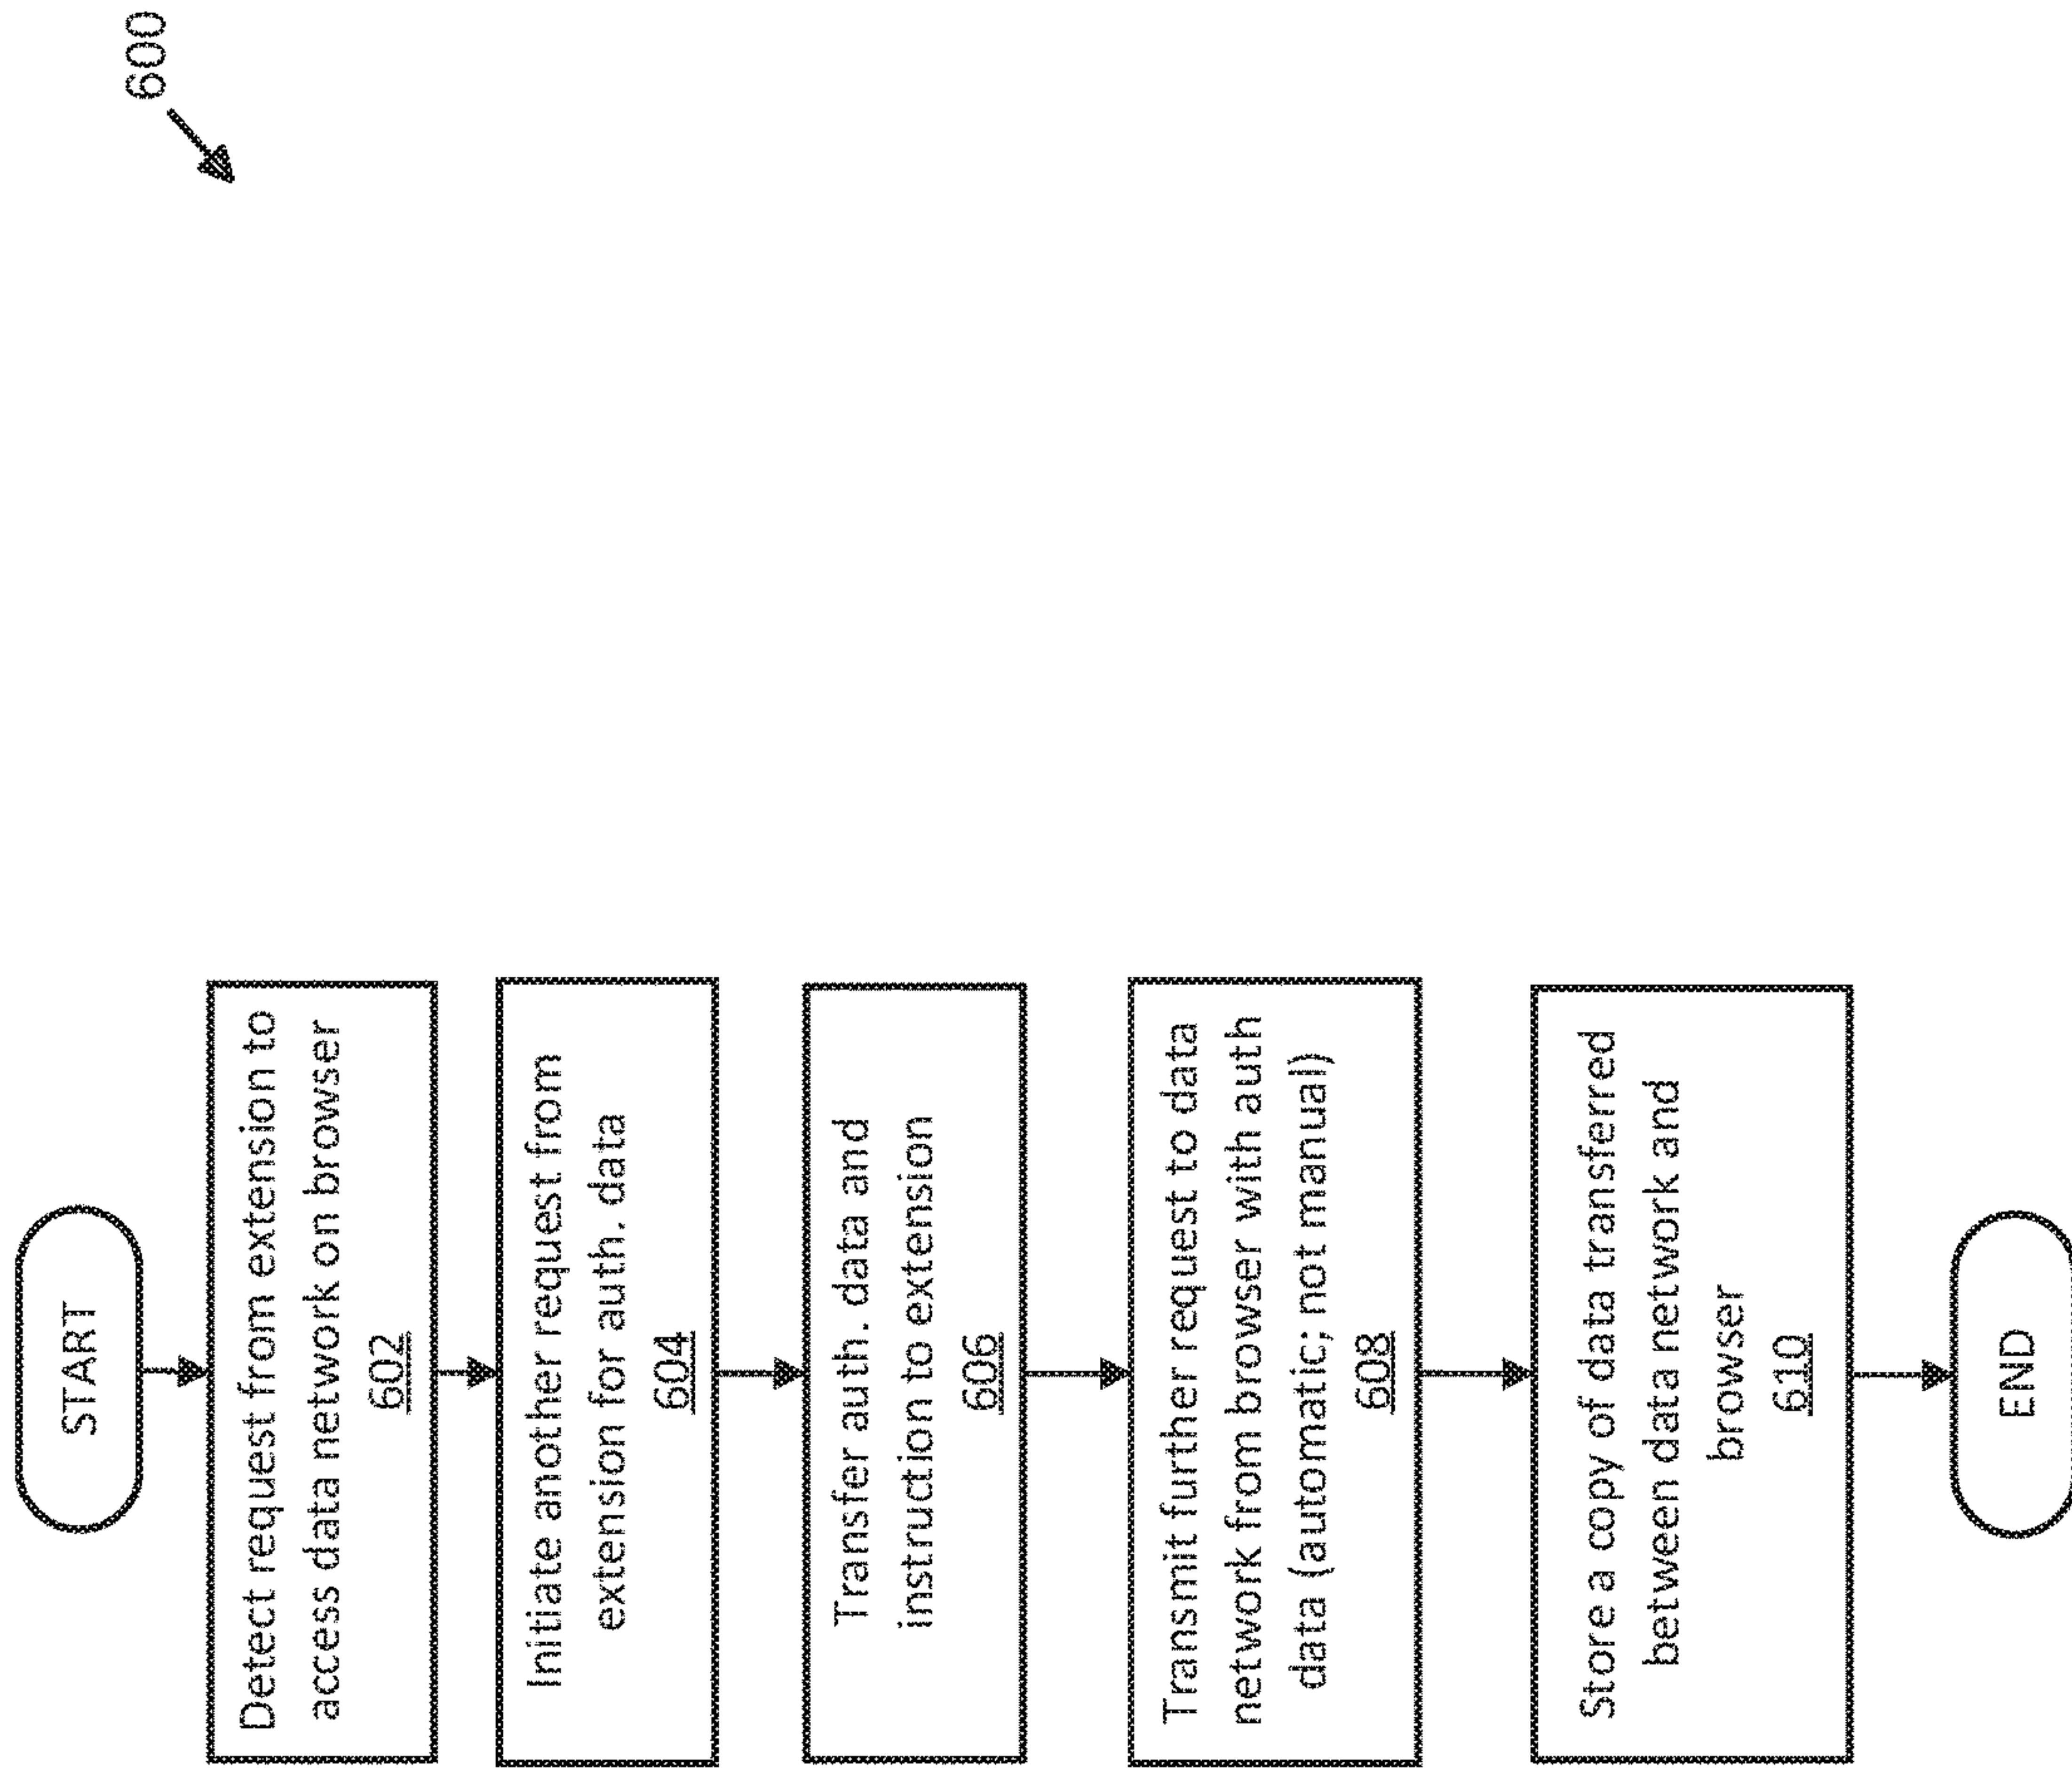 600
START
Detect request from extension to
access data network on browser
602
Initiate another request from
extension for auth. data
604
Transfer auth. data and
instruction to extension
606
Transmit further request to data
network from browser with auth
data (automatic; not manual)
608
Store a copy of data transferred
between data network and
browser
610
END